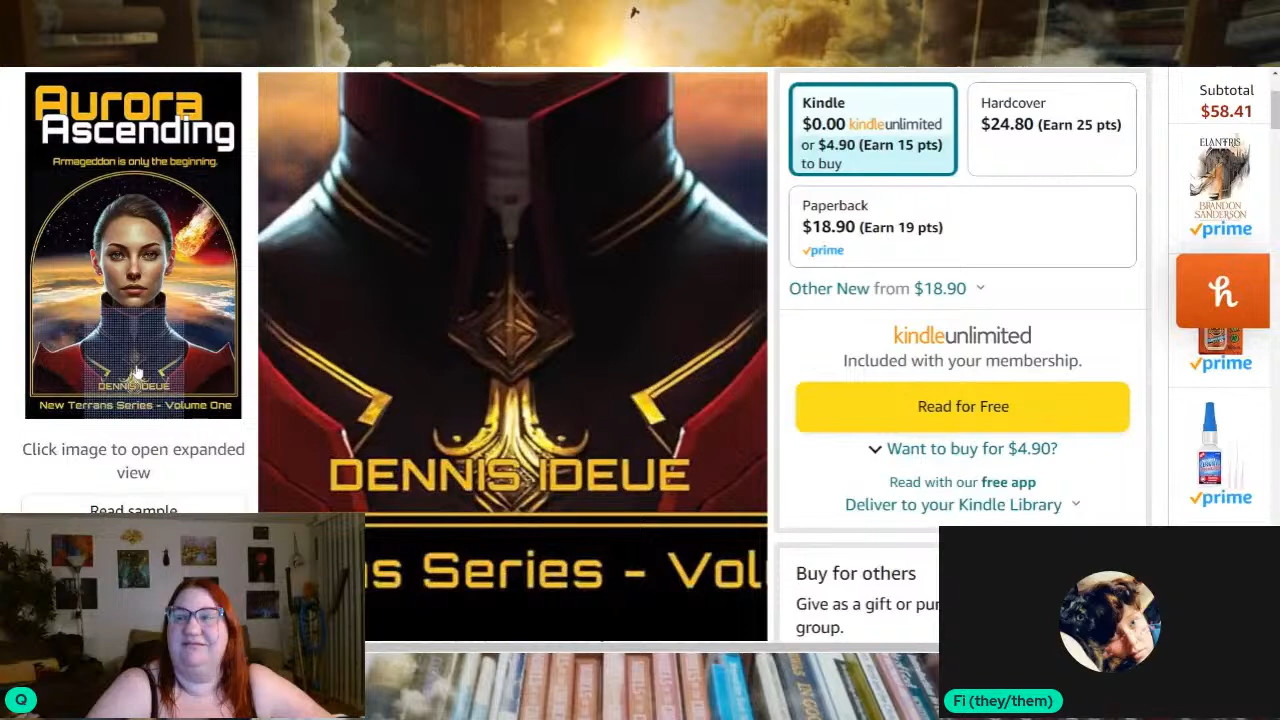 Aurora
Ascending
Armageddon is only the beginning.
DENNIS IDEUE
New Terrans Series - Volume One
Click image to open expanded
view
Read sample
DENNIS IDEUE
ns Series - Vol
Kindle
$0.00 kindleunlimited
or $4.90 (Earn 15 pts)
to buy
Hardcover
$24.80 (Earn 25 pts)
Paperback
$18.90 (Earn 19 pts)
prime
Other New from $18.90
kindleunlimited
Included with your membership.
Read for Free
Want to buy for $4.90?
Read with our free app
Deliver to your Kindle Library
Buy for others
Give as a gift or pur
group.
Subtotal
$58.41
ELANTRIS
BRANDON
SANDERSON
prime
h
prime
prime
Q
Fi (they/them)